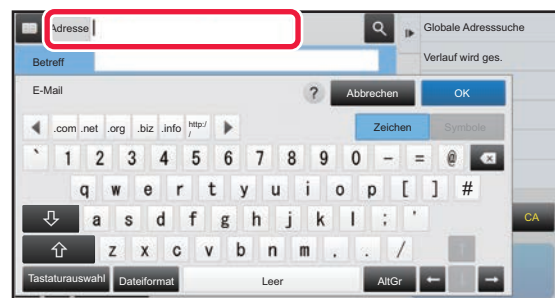 Adresse
Globale Adresssuche
Betreff
Verlauf wird ges.
E-Mail
?
Abbrechen
OK
.com .net .org .biz .info http://
Zeichen
Symbole
` 1 2 3 4 5 6 7 8 9 0 - = @
q w e r t y u i o p [ ] #
a s d f g h j k l ; '
CA
z x c v b n m , . /
Tastaturauswahl
Dateiformat
Leer
AltGr